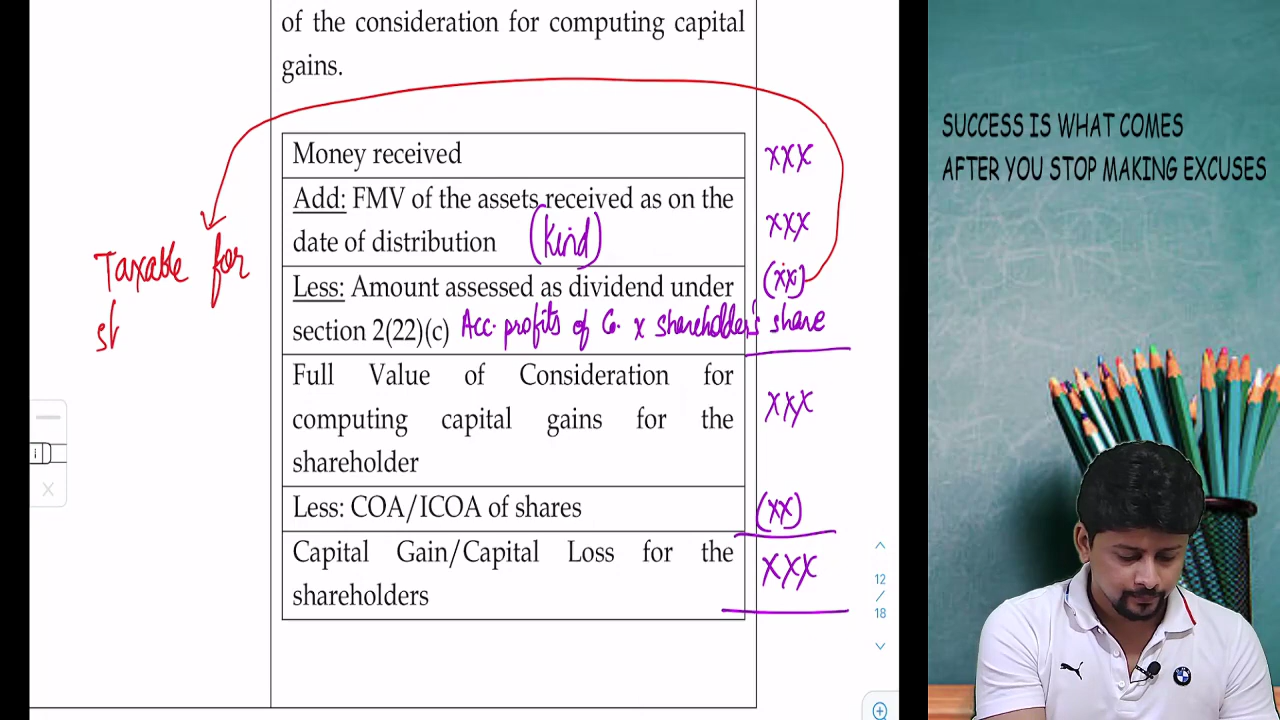 of the consideration for computing capital
gains.
Money received xxx
Add: FMV of the assets received as on the xxx
date of distribution (kind)
Taxable for
sh
Less: Amount assessed as dividend under (xx)
section 2(22)(c) Acc. profits of Co. x shareholder's share
Full Value of Consideration for
computing capital gains for the xxx
shareholder
Less: COA/ICOA of shares (xx)
Capital Gain/Capital Loss for the xxx
shareholders
12
/
18
SUCCESS IS WHAT COMES
AFTER YOU STOP MAKING EXCUSES